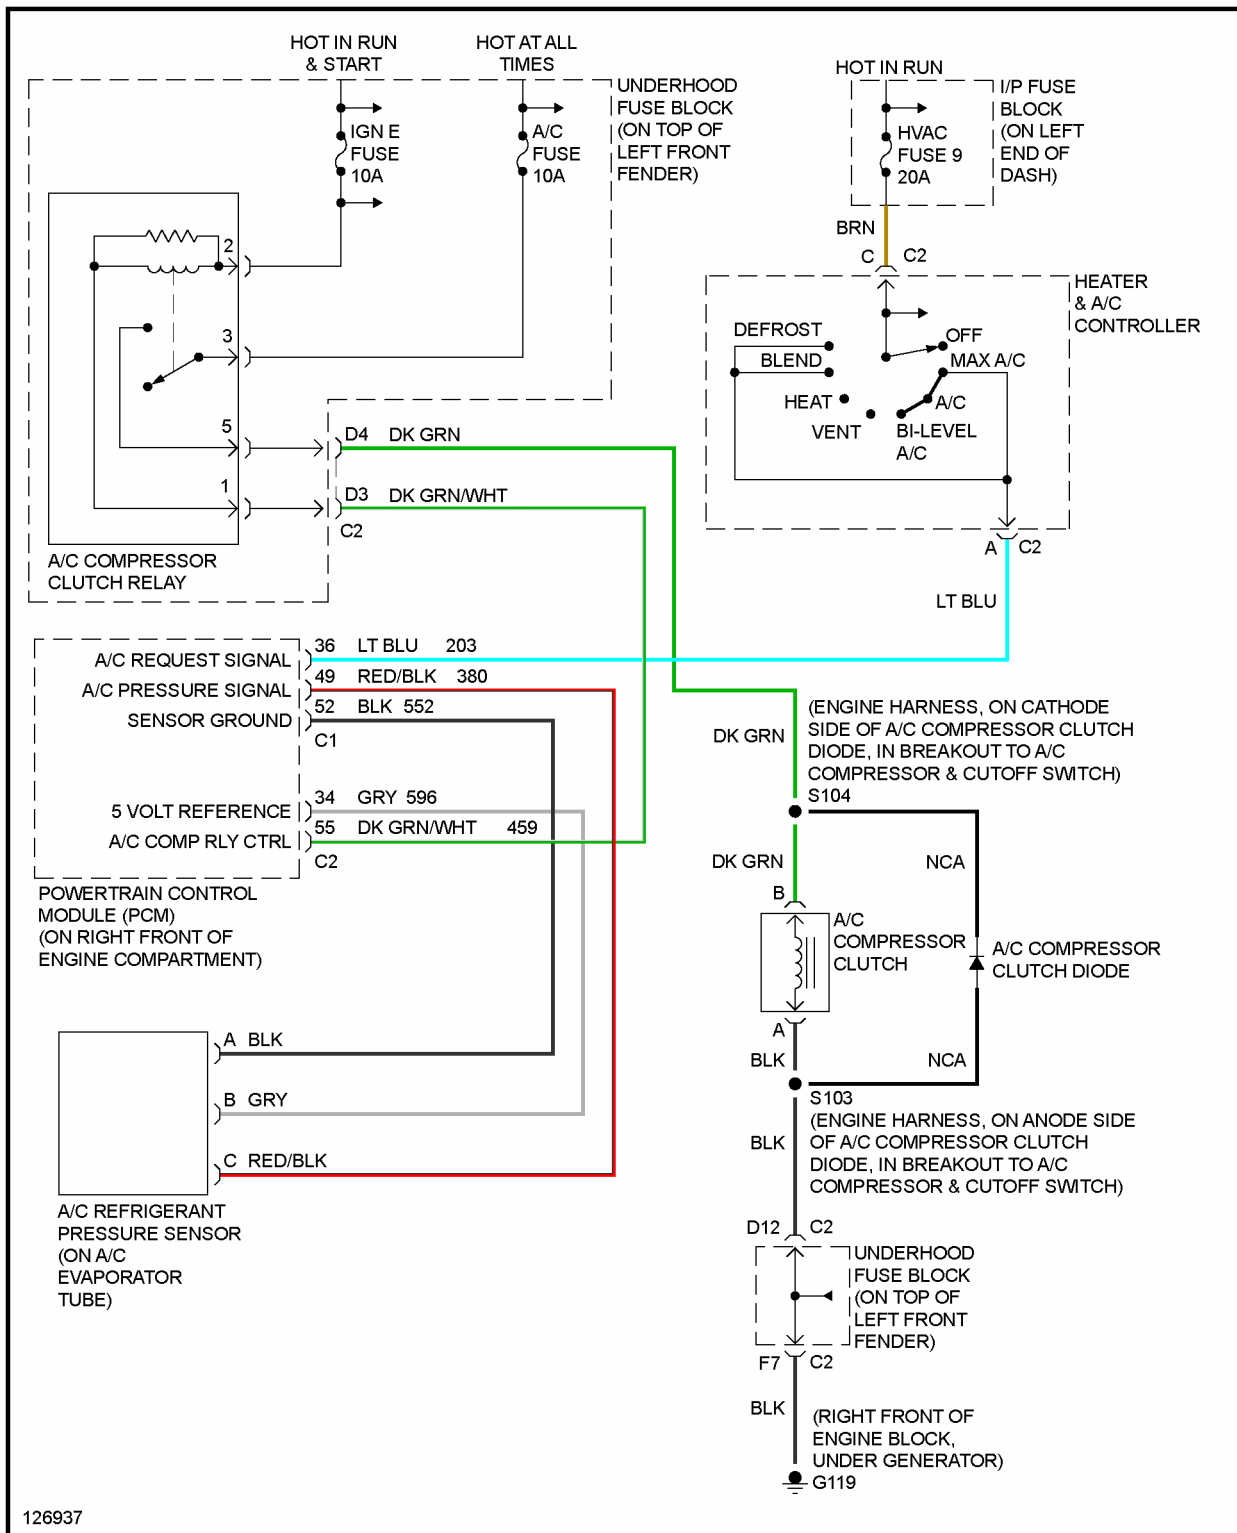 HOT IN RUN
& START
HOT AT ALL
TIMES
HOT IN RUN
UNDERHOOD
FUSE BLOCK
(ON TOP OF
LEFT FRONT
FENDER)
IGN E
FUSE
10A
A/C
FUSE
10A
HVAC
FUSE 9
20A
I/P FUSE
BLOCK
(ON LEFT
END OF
DASH)
BRN
C C2
2
3
5
1
A/C COMPRESSOR
CLUTCH RELAY
D4 DK GRN
D3 DK GRN/WHT
C2
HEATER
& A/C
CONTROLLER
DEFROST
BLEND
HEAT
VENT
OFF
MAX A/C
A/C
BI-LEVEL
A/C
A C2
LT BLU
A/C REQUEST SIGNAL
A/C PRESSURE SIGNAL
SENSOR GROUND
5 VOLT REFERENCE
A/C COMP RLY CTRL
36 LT BLU 203
49 RED/BLK 380
52 BLK 552
C1
34 GRY 596
55 DK GRN/WHT 459
C2
POWERTRAIN CONTROL
MODULE (PCM)
(ON RIGHT FRONT OF
ENGINE COMPARTMENT)
DK GRN
(ENGINE HARNESS, ON CATHODE
SIDE OF A/C COMPRESSOR CLUTCH
DIODE, IN BREAKOUT TO A/C
COMPRESSOR & CUTOFF SWITCH)
S104
DK GRN
NCA
B
A/C
COMPRESSOR
CLUTCH
A/C COMPRESSOR
CLUTCH DIODE
A
BLK
NCA
S103
(ENGINE HARNESS, ON ANODE SIDE
OF A/C COMPRESSOR CLUTCH
DIODE, IN BREAKOUT TO A/C
COMPRESSOR & CUTOFF SWITCH)
BLK
A BLK
B GRY
C RED/BLK
A/C REFRIGERANT
PRESSURE SENSOR
(ON A/C
EVAPORATOR
TUBE)
D12 C2
UNDERHOOD
FUSE BLOCK
(ON TOP OF
LEFT FRONT
FENDER)
F7 C2
BLK
(RIGHT FRONT OF
ENGINE BLOCK,
UNDER GENERATOR)
G119
126937